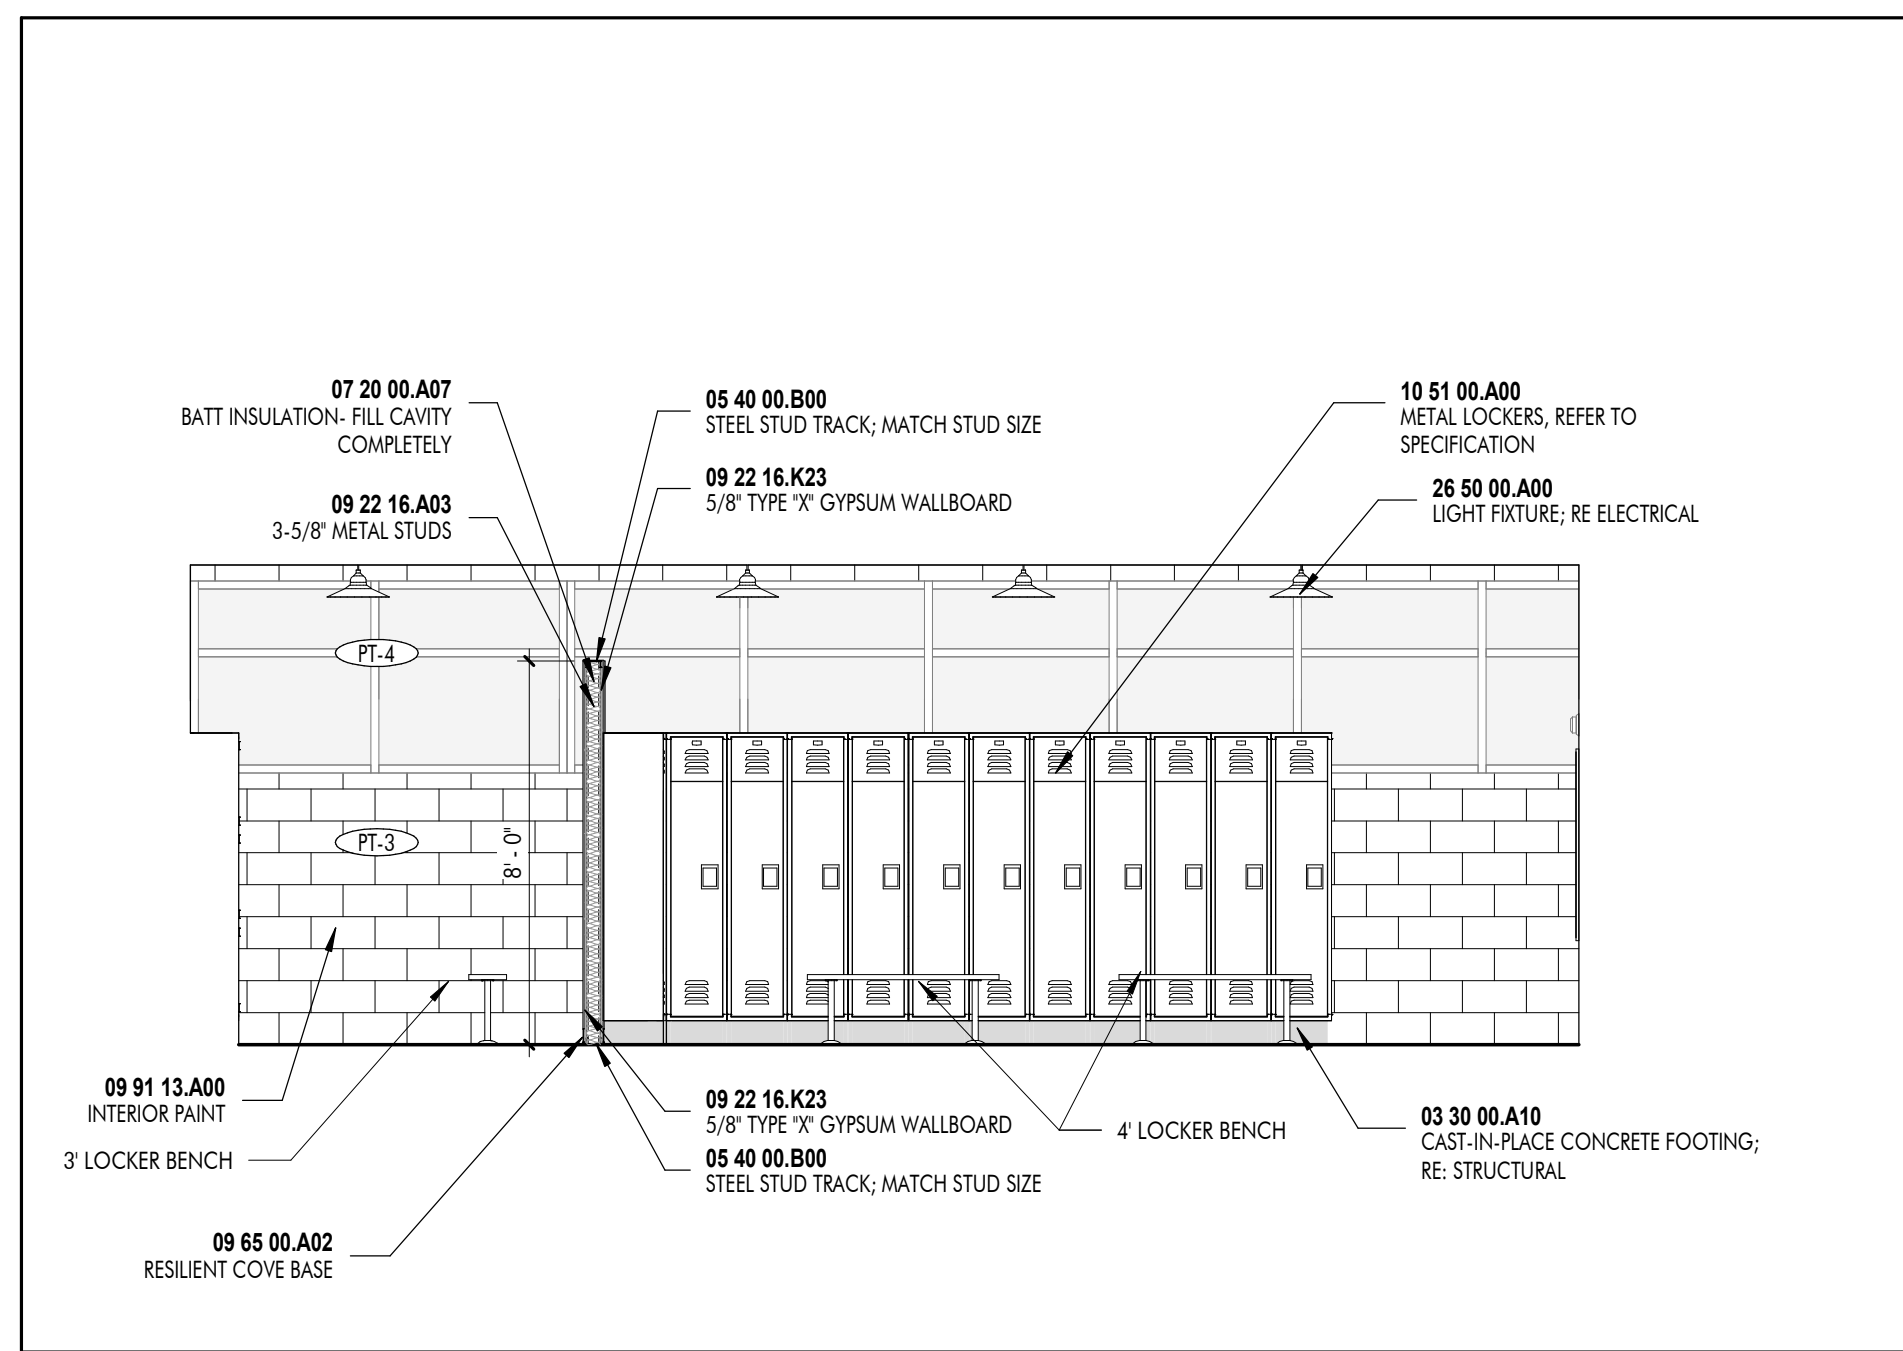 07 20 00.A07
BATT INSULATION- FILL CAVITY
COMPLETELY
09 22 16.A03
3-5/8" METAL STUDS
05 40 00.B00
STEEL STUD TRACK; MATCH STUD SIZE
09 22 16.K23
5/8" TYPE "X" GYPSUM WALLBOARD
10 51 00.A00
METAL LOCKERS, REFER TO
SPECIFICATION
26 50 00.A00
LIGHT FIXTURE; RE ELECTRICAL
PT-4
PT-3
8' - 0"
09 91 13.A00
INTERIOR PAINT
3' LOCKER BENCH
09 65 00.A02
RESILIENT COVE BASE
09 22 16.K23
5/8" TYPE "X" GYPSUM WALLBOARD
05 40 00.B00
STEEL STUD TRACK; MATCH STUD SIZE
4' LOCKER BENCH
03 30 00.A10
CAST-IN-PLACE CONCRETE FOOTING;
RE: STRUCTURAL